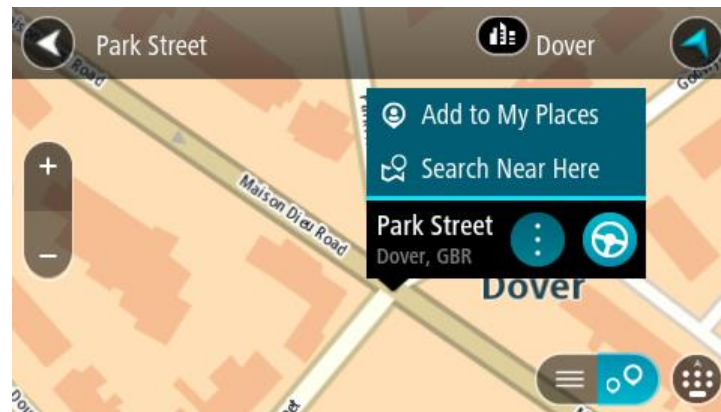 Park Street
Dover
Road
Add to My Places
Search Near Here
Maison Dieu Road
Park Street
Dover, GBR
Dover
+
-